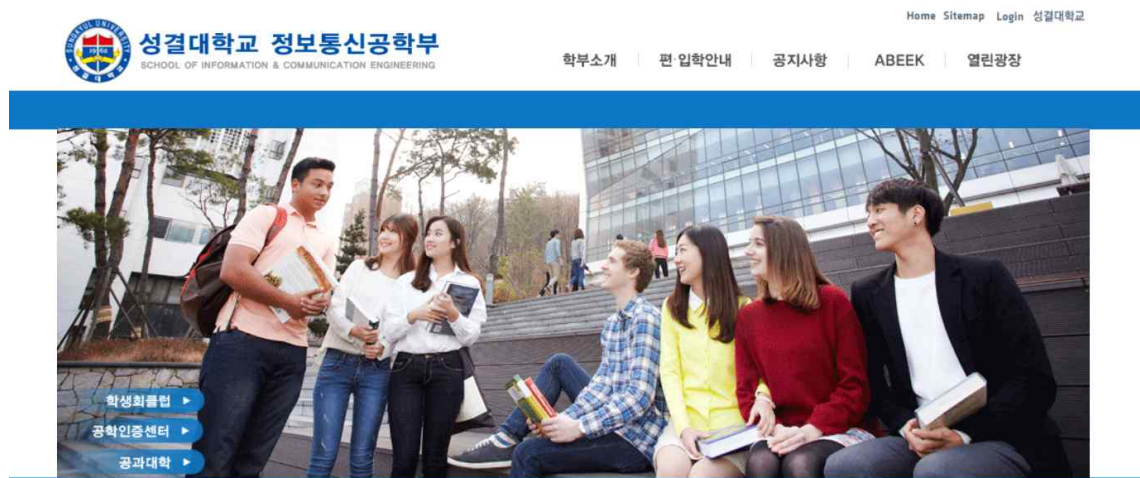 Home Sitemap Login 성결대학교
성결대학교 정보통신공학부
SCHOOL OF INFORMATION & COMMUNICATION ENGINEERING
학부소개 편·입학안내 공지사항 ABEEK 열린광장
학생회클럽 ▶
공학인증센터 ▶
공과대학 ▶